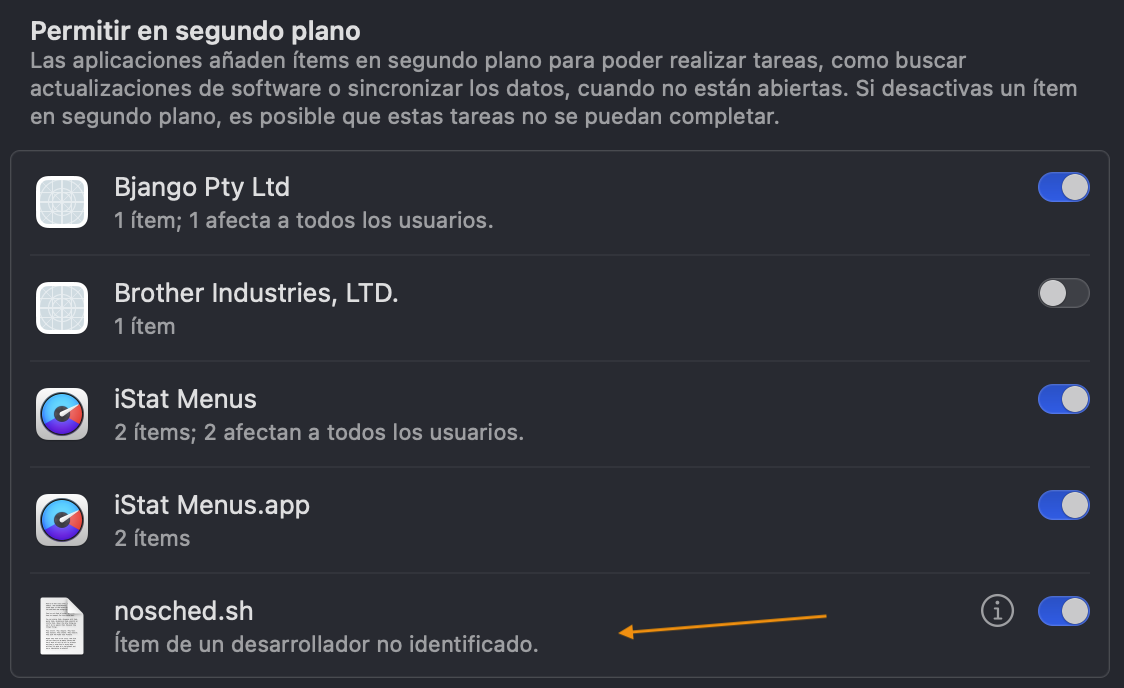 Permitir en segundo plano
Las aplicaciones añaden ítems en segundo plano para poder realizar tareas, como buscar
actualizaciones de software o sincronizar los datos, cuando no están abiertas. Si desactivas un ítem
en segundo plano, es posible que estas tareas no se puedan completar.
Bjango Pty Ltd
1 ítem; 1 afecta a todos los usuarios.
Brother Industries, LTD.
1 ítem
iStat Menus
2 ítems; 2 afectan a todos los usuarios.
iStat Menus.app
2 ítems
nosched.sh
Ítem de un desarrollador no identificado.